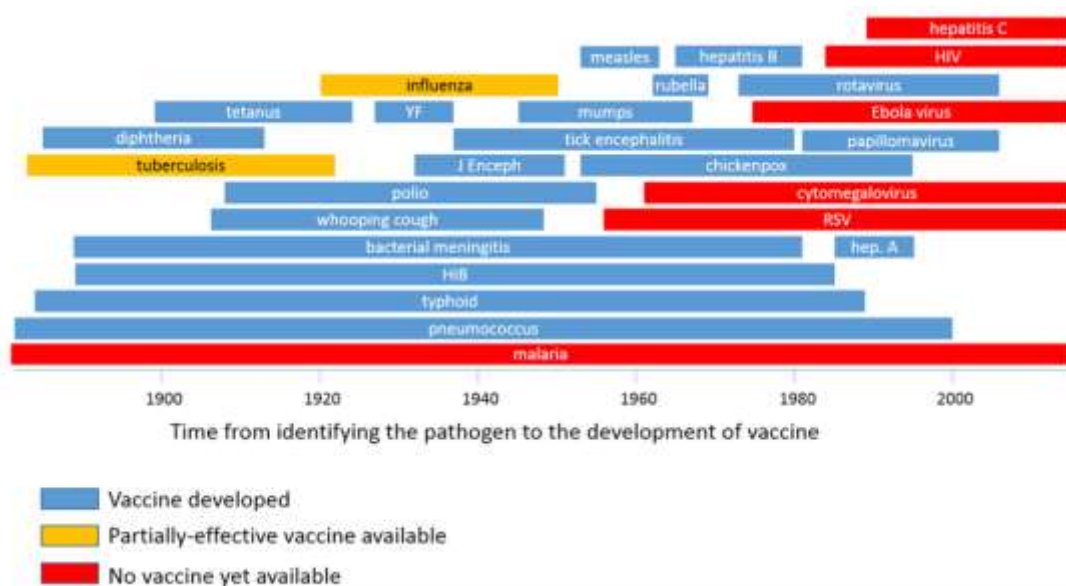 hepatitis C
measles hepatitis B HIV
influenza rubella rotavirus
tetanus YF mumps Ebola virus
diphtheria tick encephalitis papillomavirus
tuberculosis J Enceph chickenpox
polio cytomegalovirus
whooping cough RSV
bacterial meningitis hep. A
HiB
typhoid
pneumococcus
malaria
1900 1920 1940 1960 1980 2000
Time from identifying the pathogen to the development of vaccine
Vaccine developed
Partially-effective vaccine available
No vaccine yet available